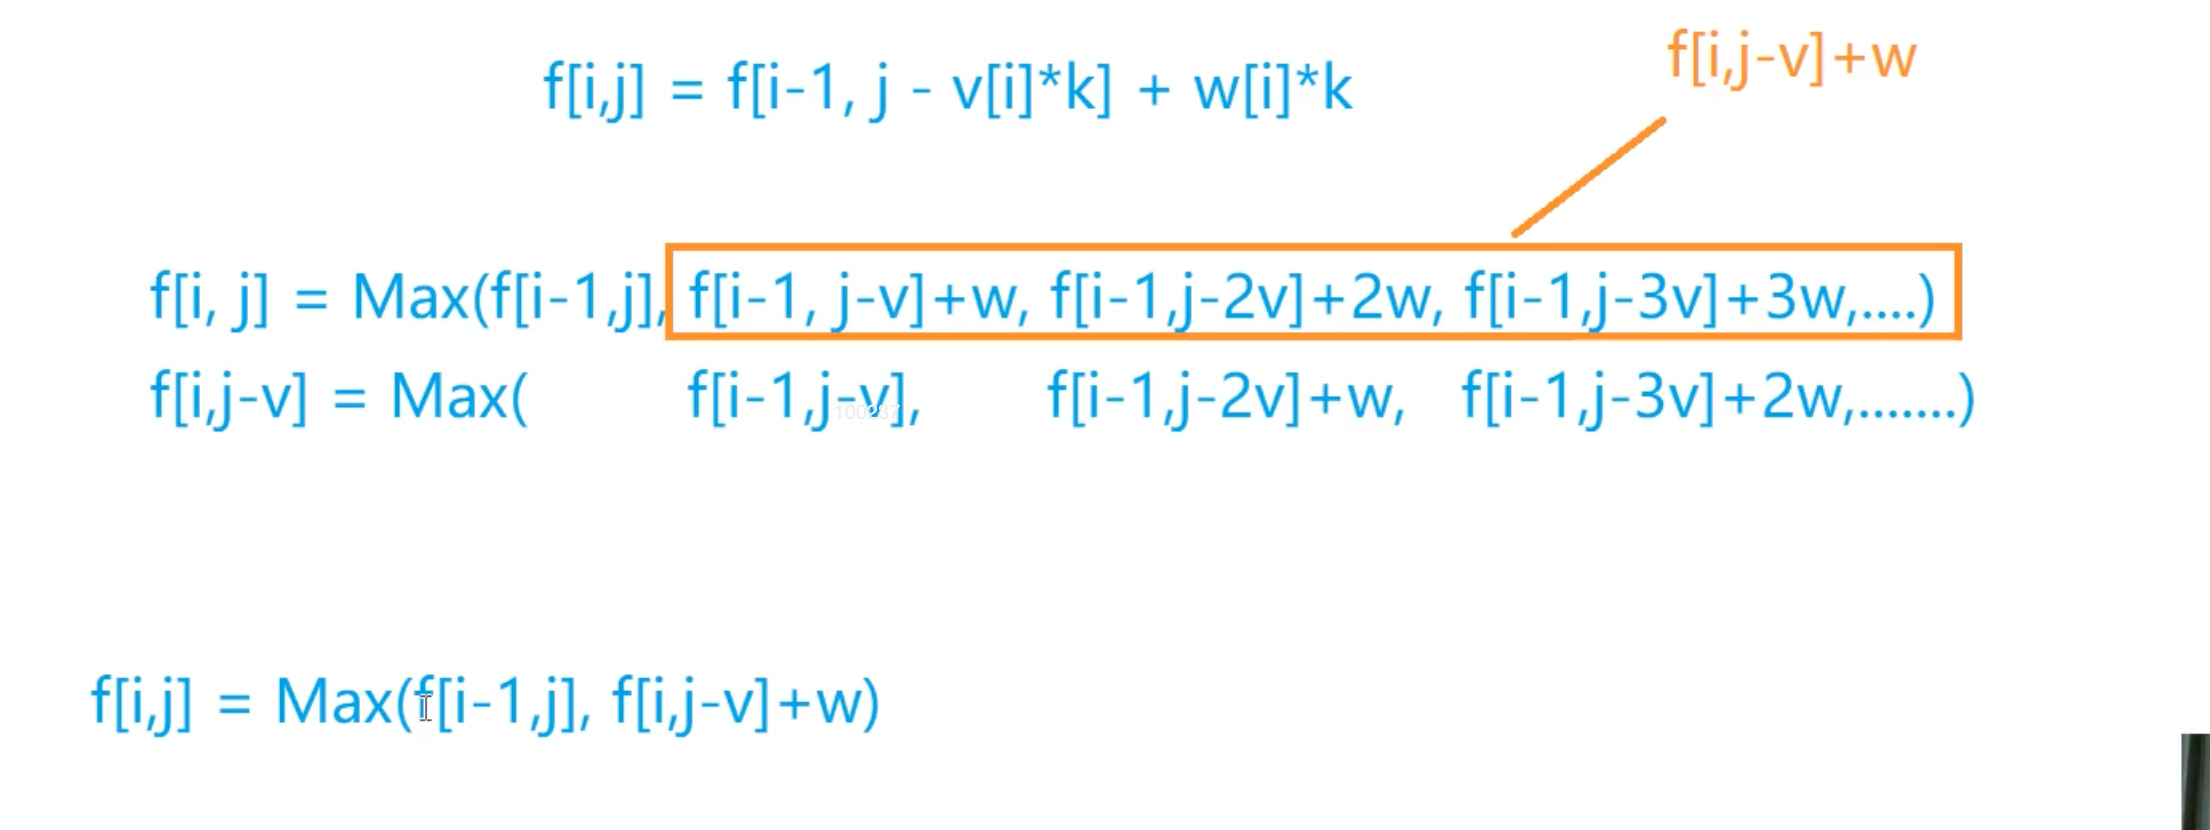 f[i,j-v]+w
f[i,j] = f[i-1, j - v[i]*k] + w[i]*k
f[i, j] = Max(f[i-1,j], f[i-1, j-v]+w, f[i-1,j-2v]+2w, f[i-1,j-3v]+3w,....)
f[i,j-v] = Max( f[i-1,j-v], f[i-1,j-2v]+w, f[i-1,j-3v]+2w,.......)
100237
f[i,j] = Max(f[i-1,j], f[i,j-v]+w)